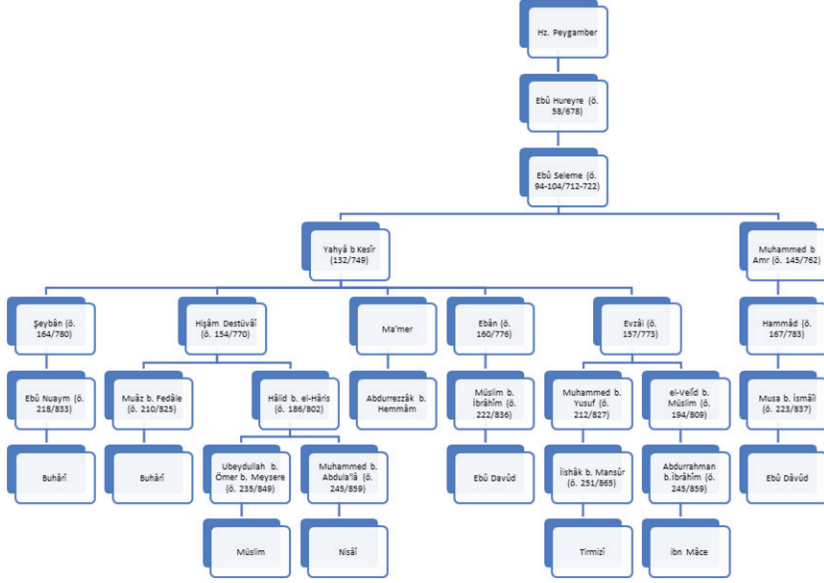 Hz. Peygamber
Ebû Hureyre (ö.
58/678)
Ebû Seleme (ö.
94-104/712-722)
Yahyâ b Kesîr
(132/749)
Muhammed b
Amr (ö. 145/762)
Şeybân (ö.
164/780)
Hişâm Destüvâî
(ö. 154/770)
Ma'mer
Ebân (ö.
160/776)
Evzâi (ö.
157/773)
Hammâd (ö.
167/783)
Ebû Nuaym (ö.
218/833)
Muâz b. Fedâle
(ö. 210/825)
Hâlid b. el-Hâris
(ö. 186/802)
Abdurrezzâk b.
Hemmâm
Müslim b.
İbrâhîm (ö.
222/836)
Muhammed b.
Yusuf (ö.
212/827)
el-Velîd b.
Müslim (ö.
194/809)
Musa b. İsmâîl
(ö. 223/837)
Buhârî
Buhârî
Ubeydullah b.
Ömer b. Meysere
(ö. 235/849)
Muhammed b.
Abdula'lâ (ö.
245/859)
Ebû Davûd
İishâk b. Mansûr
(ö. 251/865)
Abdurrahman
b.İbrâhîm (ö.
245/859)
Ebû Dâvûd
Müslim
Nisâî
Tirmizî
ibn Mâce